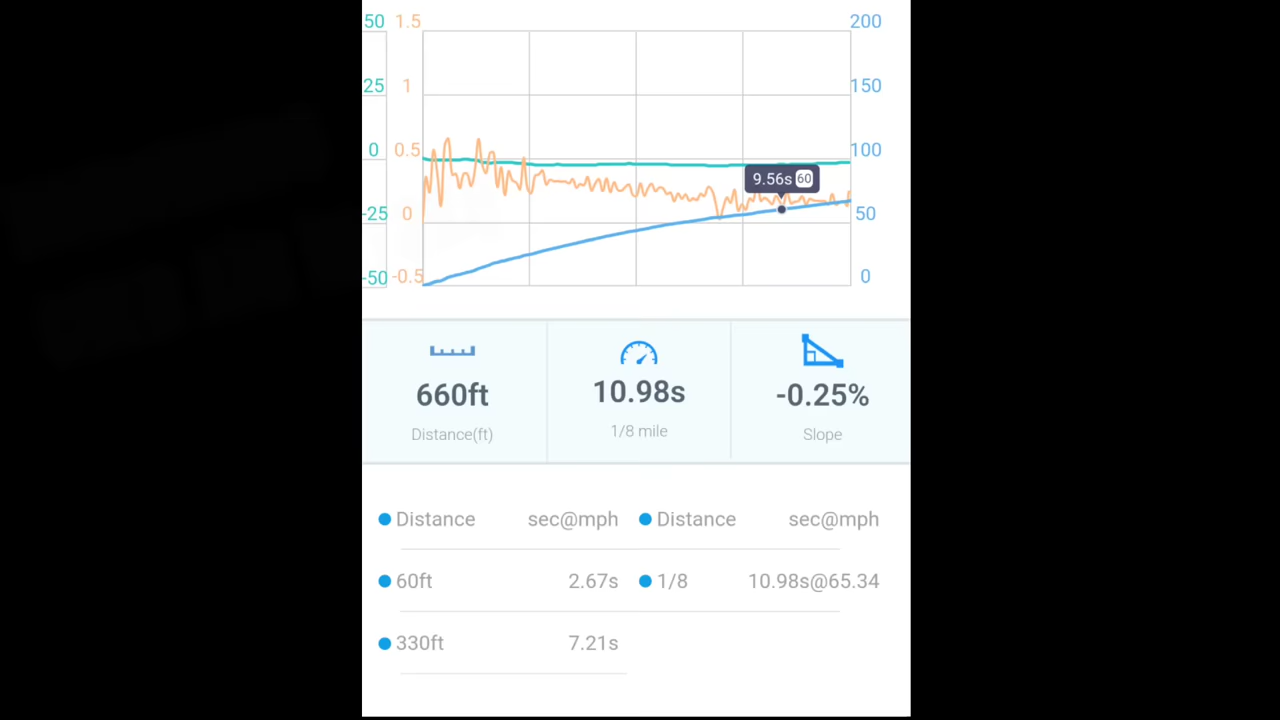 50 1.5 200
25 1 150
0 0.5 100
9.56s 60
-25 0 50
-50 -0.5 0
660ft 10.98s -0.25%
Distance(ft) 1/8 mile Slope
Distance sec@mph Distance sec@mph
60ft 2.67s 1/8 10.98s@65.34
330ft 7.21s